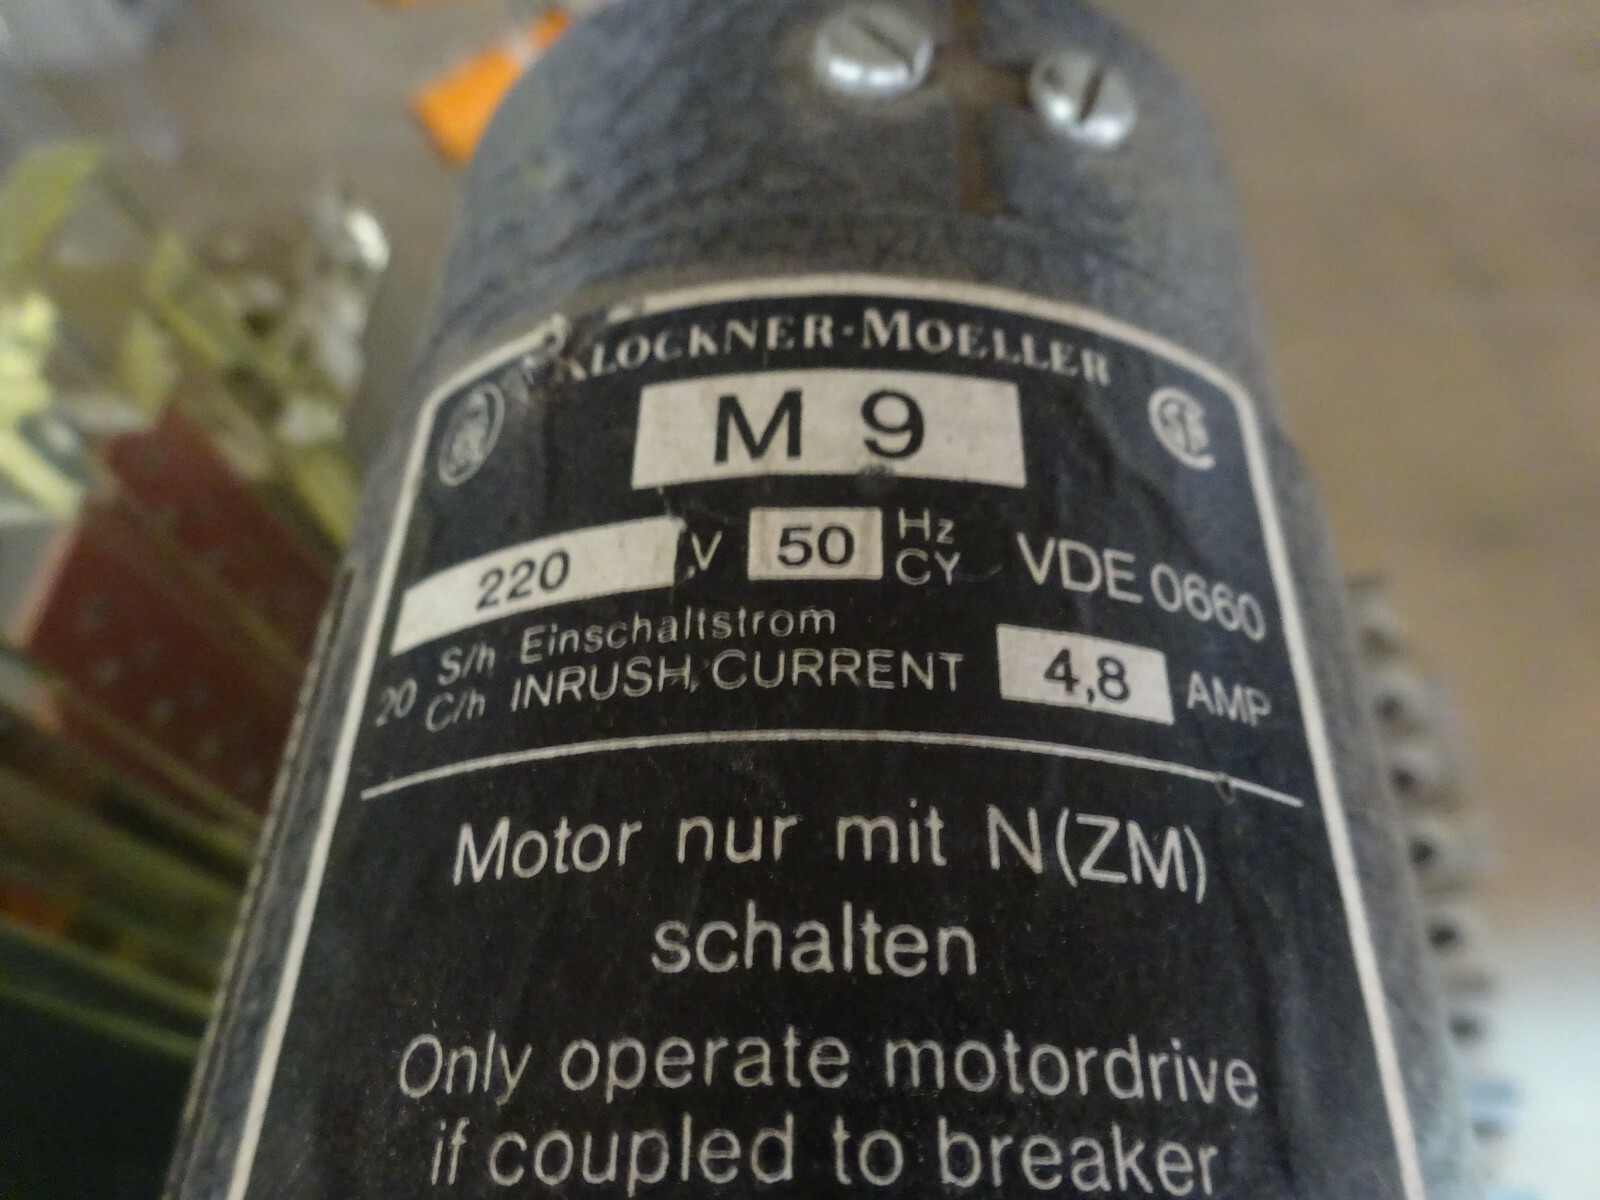 KLOCKNER-MOELLER
M 9
220 V 50 Hz CY VDE 0660
20 S/h Einschaltstrom
C/h INRUSH CURRENT 4,8 AMP
Motor nur mit N(ZM)
schalten
Only operate motordrive
if coupled to breaker